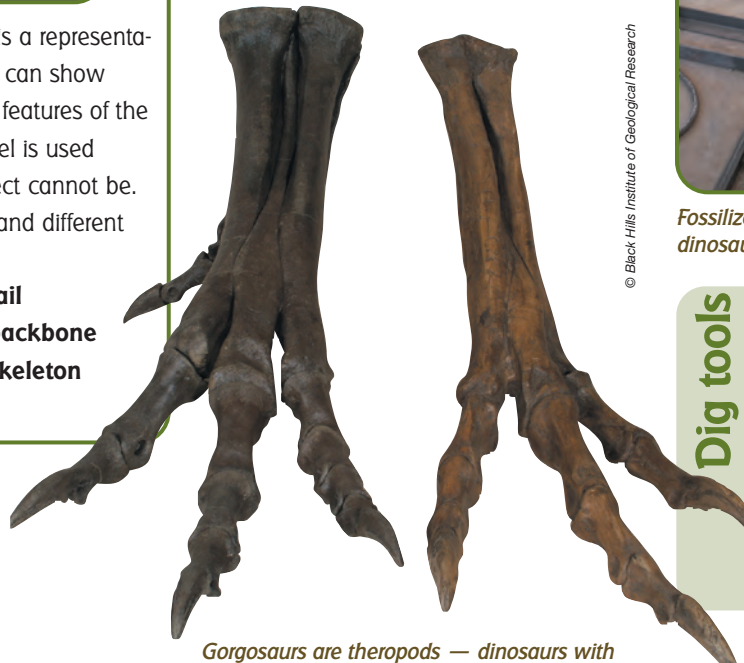 s a representa-
can show
features of the
el is used
ect cannot be.
and different
ail
ackbone
keleton
© Black Hills Institute of Geological Research
Fossiliz
dinosau
Dig tools
Gorgosaurs are theropods — dinosaurs with